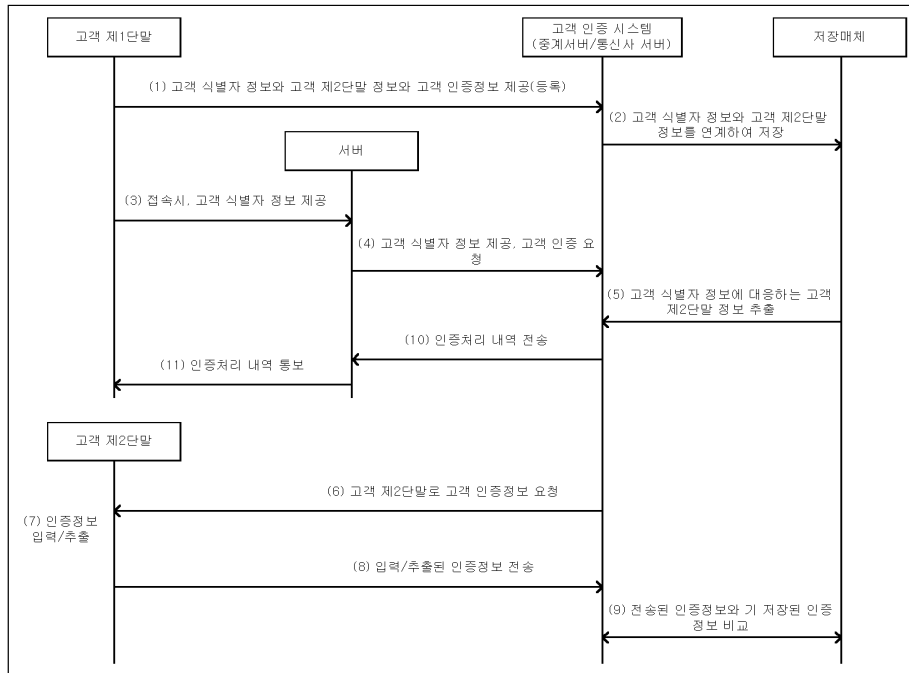 고객 제1단말
고객 인증 시스템
(중계서버/통신사 서버)
저장매체
(1) 고객 식별자 정보와 고객 제2단말 정보와 고객 인증정보 제공(등록)
(2) 고객 식별자 정보와 고객 제2단말
정보를 연계하여 저장
서버
(3) 접속시, 고객 식별자 정보 제공
(4) 고객 식별자 정보 제공, 고객 인증 요
청
(5) 고객 식별자 정보에 대응하는 고객
제2단말 정보 추출
(10) 인증처리 내역 전송
(11) 인증처리 내역 통보
고객 제2단말
(6) 고객 제2단말로 고객 인증정보 요청
(7) 인증정보
입력/추출
(8) 입력/추출된 인증정보 전송
(9) 전송된 인증정보와 기 저장된 인증
정보 비교